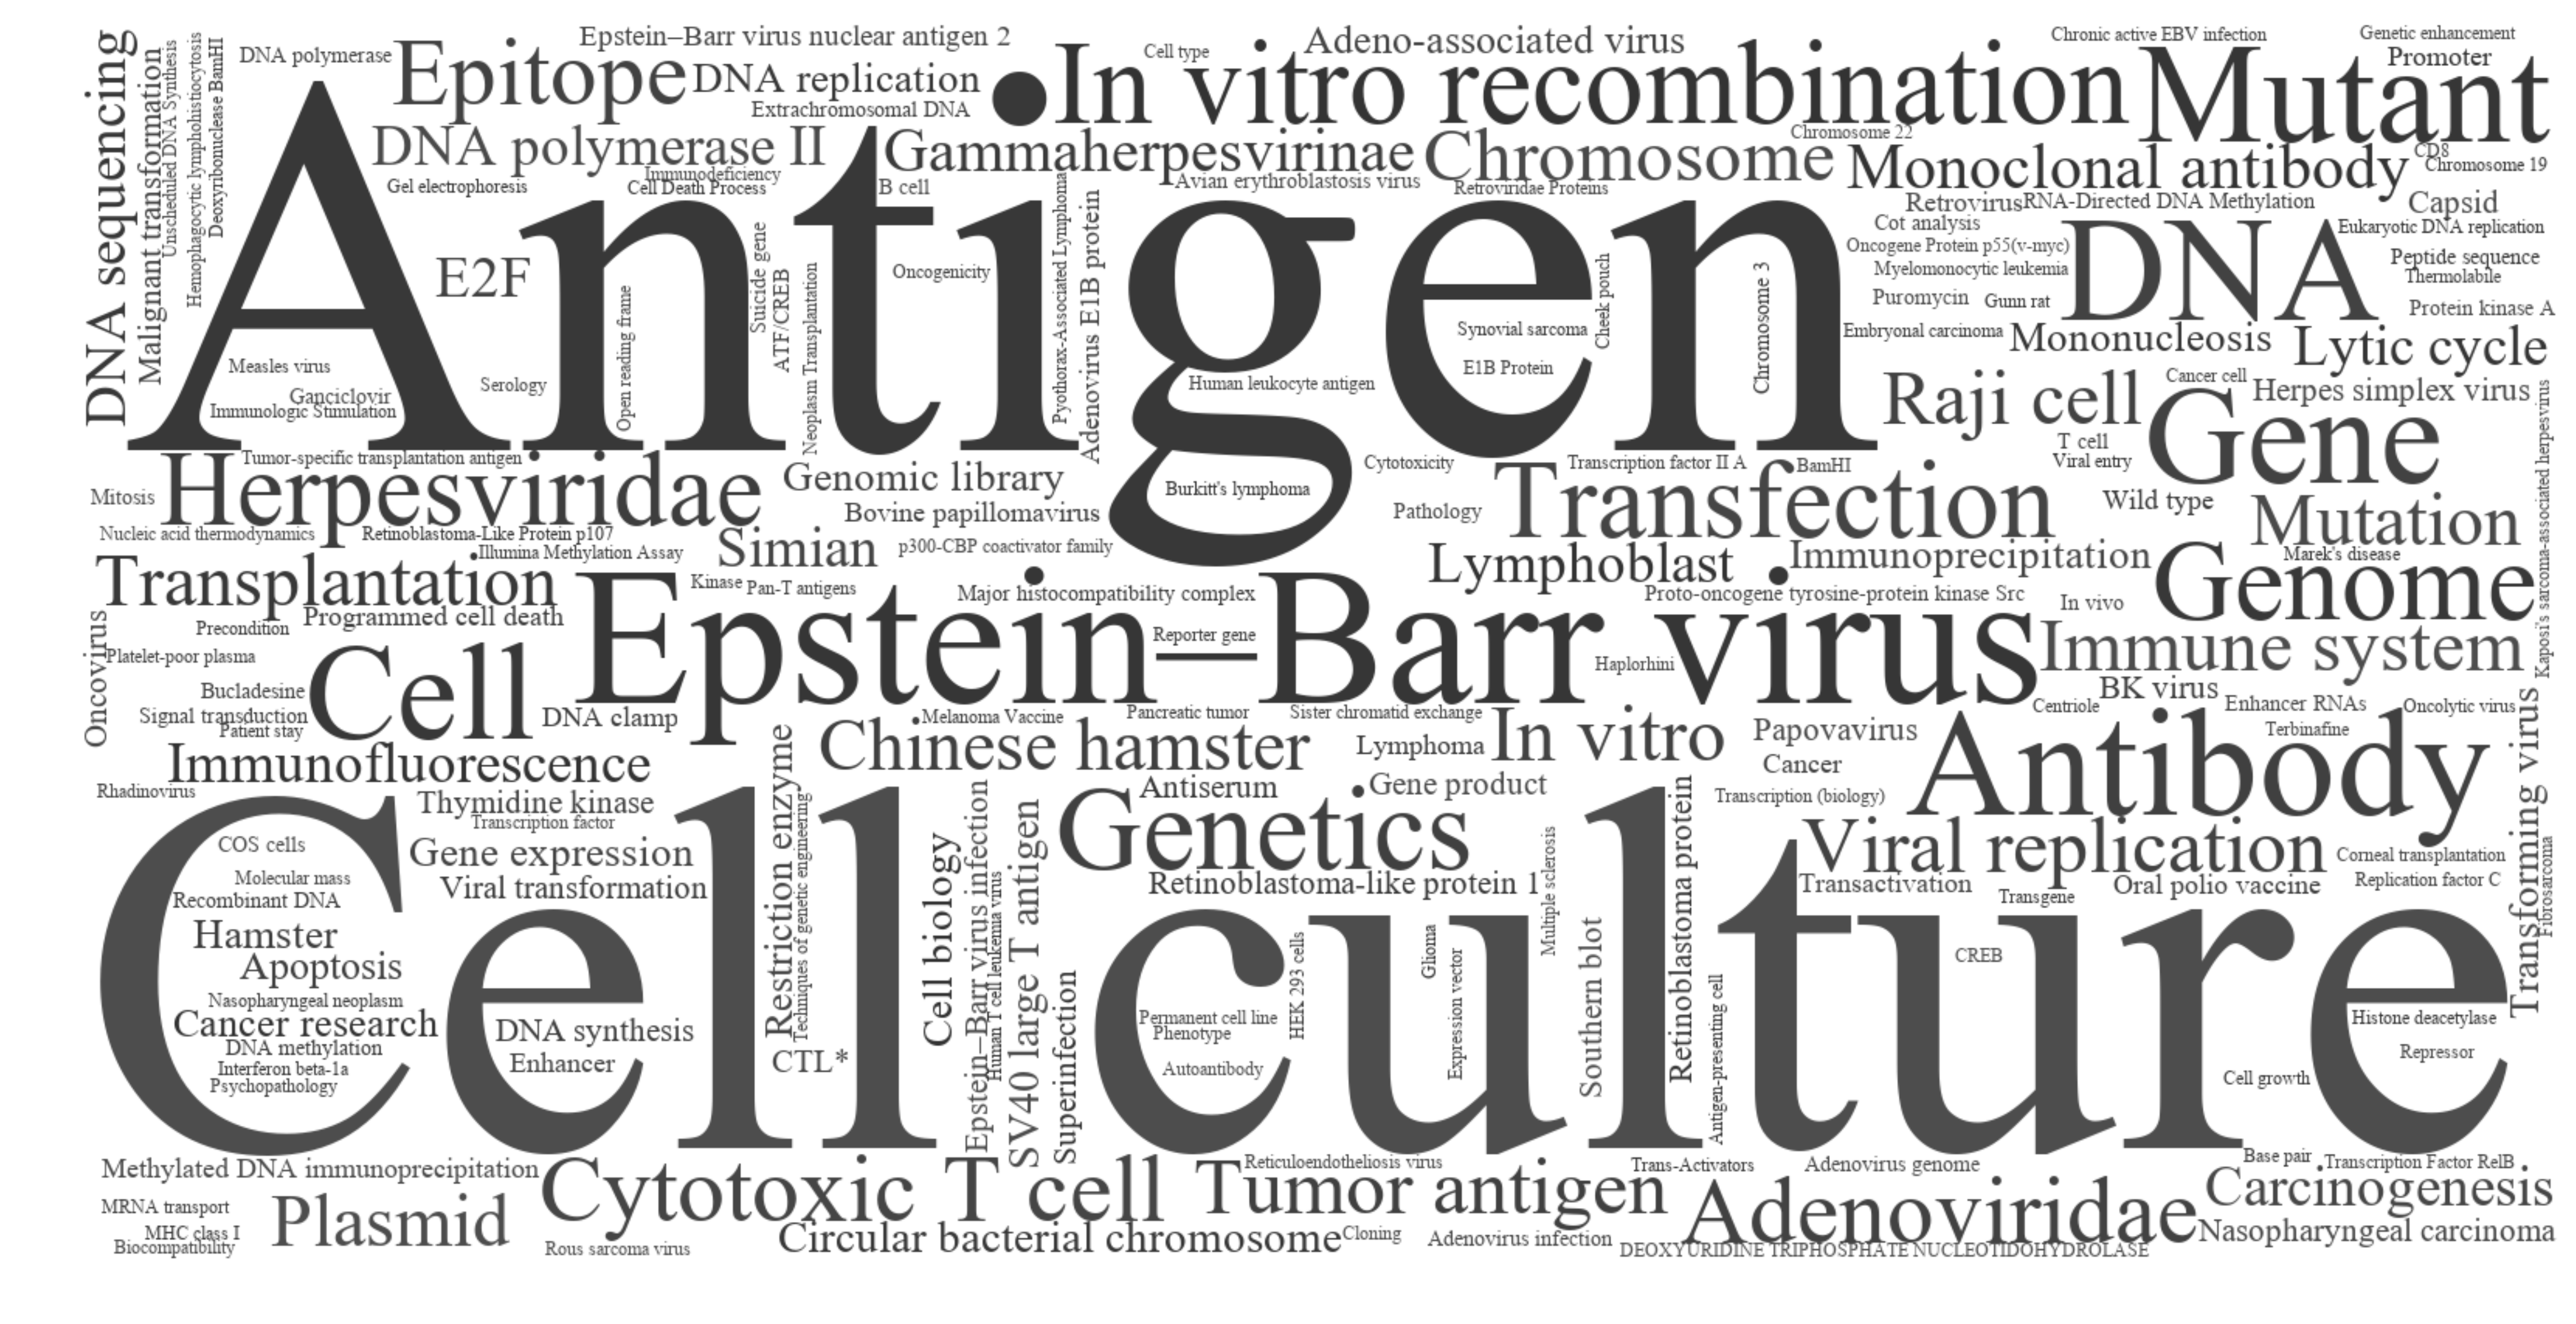 DNA sequencing
Malignant transformation
Unscheduled DNA Synthesis
Hemophagocytic lymphohistiocytosis
Deoxyribonuclease BamHI
DNA polymerase
Epitope
Epstein–Barr virus nuclear antigen 2
DNA replication
Extrachromosomal DNA
In vitro recombination
Cell type
Adeno-associated virus
Chronic active EBV infection
Genetic enhancement
Promoter
Mutant
DNA polymerase II
Immunodeficiency
Gel electrophoresis
Cell Death Process
B cell
Gammaherpesvirinae
Avian erythroblastosis virus
Chromosome
Chromosome 22
Retroviridae Proteins
Monoclonal antibody
CD8
Chromosome 19
Retrovirus
RNA-Directed DNA Methylation
Capsid
Antigen
Cot analysis
Oncogene Protein p55(v-myc)
Myelomonocytic leukemia
Puromycin
Gunn rat
DNA
Eukaryotic DNA replication
Peptide sequence
Thermolabile
Protein kinase A
E2F
Open reading frame
Suicide gene
ATF/CREB
Neoplasm Transplantation
Oncogenicity
Pyothorax-Associated Lymphoma
Adenovirus E1B protein
Synovial sarcoma
E1B Protein
Cheek pouch
Chromosome 3
Embryonal carcinoma
Mononucleosis
Lytic cycle
Measles virus
Ganciclovir
Immunologic Stimulation
Serology
Human leukocyte antigen
Raji cell
Cancer cell
Herpes simplex virus
Gene
T cell
Viral entry
Kaposi's sarcoma-associated herpesvirus
Herpesviridae
Tumor-specific transplantation antigen
Mitosis
Nucleic acid thermodynamics
Retinoblastoma-Like Protein p107
Genomic library
Bovine papillomavirus
Burkitt's lymphoma
Cytotoxicity
Pathology
Transfection
Transcription factor II A
BamHI
Wild type
Mutation
Marek's disease
Transplantation
Illumina Methylation Assay
Simian
p300-CBP coactivator family
Lymphoblast
Immunoprecipitation
Genome
Programmed cell death
Precondition
Oncovirus
Platelet-poor plasma
Epstein–Barr virus
Kinase
Pan-T antigens
Major histocompatibility complex
Reporter gene
Proto-oncogene tyrosine-protein kinase Src
Haplorhini
In vivo
Immune system
Bucladesine
Signal transduction
Patient stay
Cell
DNA clamp
Immunofluorescence
Chinese hamster
Melanoma Vaccine
Pancreatic tumor
Sister chromatid exchange
Lymphoma
In vitro
Papovavirus
Cancer
BK virus
Centriole
Enhancer RNAs
Terbinafine
Oncolytic virus
Antibody
Transforming virus
Fibrosarcoma
Rhadinovirus
Thymidine kinase
Transcription factor
Gene expression
Viral transformation
Restriction enzyme
Techniques of genetic engineering
Cell biology
Epstein–Barr virus infection
Human T cell leukemia virus
SV40 large T antigen
Superinfection
Genetics
Antiserum
Gene product
Retinoblastoma-like protein 1
Multiple sclerosis
Southern blot
Retinoblastoma protein
Antigen-presenting cell
Transcription (biology)
Viral replication
Transactivation
Transgene
Oral polio vaccine
Corneal transplantation
Replication factor C
Cell culture
COS cells
Molecular mass
Recombinant DNA
Hamster
Apoptosis
Nasopharyngeal neoplasm
Cancer research
DNA methylation
Interferon beta-1a
Psychopathology
DNA synthesis
Enhancer
CTL*
Permanent cell line
Phenotype
Autoantibody
HEK 293 cells
Glioma
Expression vector
CREB
Cell growth
Histone deacetylase
Repressor
Methylated DNA immunoprecipitation
MRNA transport
MHC class I
Biocompatibility
Plasmid
Cytotoxic T cell
Rous sarcoma virus
Circular bacterial chromosome
Tumor antigen
Reticuloendotheliosis virus
Cloning
Adenovirus infection
Trans-Activators
Adenovirus genome
Adenoviridae
DEOXYURIDINE TRIPHOSPHATE NUCLEOTIDOHYDROLASE
Base pair
Transcription Factor RelB
Carcinogenesis
Nasopharyngeal carcinoma